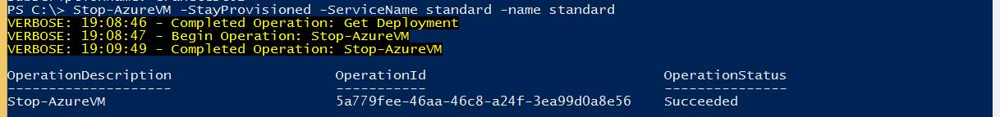 PS C:\> Stop-AzureVM -StayProvisioned -ServiceName standard -name standard
VERBOSE: 19:08:46 - Completed Operation: Get Deployment
VERBOSE: 19:08:47 - Begin Operation: Stop-AzureVM
VERBOSE: 19:09:49 - Completed Operation: Stop-AzureVM
OperationDescription OperationId OperationStatus
-------------------- ----------- ---------------
Stop-AzureVM 5a779fee-46aa-46c8-a24f-3ea99d0a8e56 Succeeded